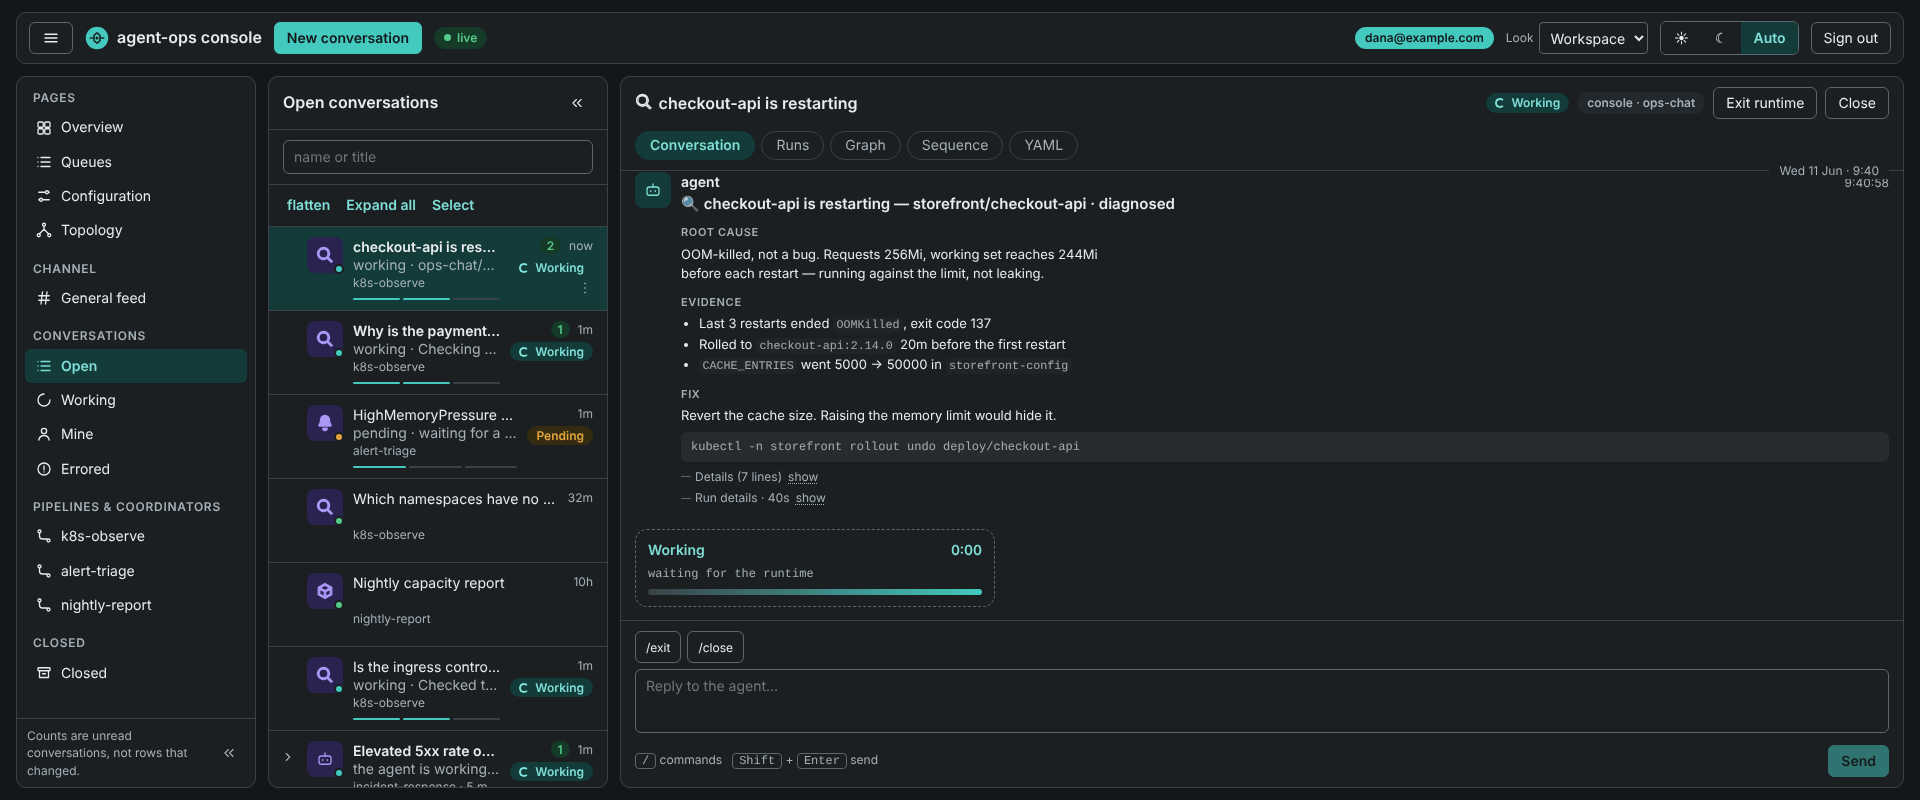 agent-ops console
New conversation
live
dana@example.com
Look
Workspace
Auto
Sign out
PAGES
Overview
Queues
Configuration
Topology
CHANNEL
General feed
CONVERSATIONS
Open
Working
Mine
Errored
PIPELINES & COORDINATORS
k8s-observe
alert-triage
nightly-report
CLOSED
Closed
Counts are unread
conversations, not rows that
changed.
Open conversations
name or title
flatten Expand all Select
checkout-api is res... 2 now
working · ops-chat/... Working
k8s-observe
Why is the payment... 1 1m
working · Checking ... Working
k8s-observe
HighMemoryPressure ... 1m
pending · waiting for a ... Pending
alert-triage
Which namespaces have no ... 32m
k8s-observe
Nightly capacity report 10h
nightly-report
Is the ingress contro... 1m
working · Checked t... Working
k8s-observe
Elevated 5xx rate o... 1 1m
the agent is working... Working
incident-response · 5 m
checkout-api is restarting
Working
console · ops-chat
Exit runtime
Close
Conversation Runs Graph Sequence YAML
Wed 11 Jun · 9:40
agent 9:40:58
checkout-api is restarting — storefront/checkout-api · diagnosed
ROOT CAUSE
OOM-killed, not a bug. Requests 256Mi, working set reaches 244Mi
before each restart — running against the limit, not leaking.
EVIDENCE
• Last 3 restarts ended OOMKilled, exit code 137
• Rolled to checkout-api:2.14.0 20m before the first restart
• CACHE_ENTRIES went 5000 → 50000 in storefront-config
FIX
Revert the cache size. Raising the memory limit would hide it.
kubectl -n storefront rollout undo deploy/checkout-api
— Details (7 lines) show
— Run details · 40s show
Working 0:00
waiting for the runtime
/exit /close
Reply to the agent...
/ commands Shift + Enter send
Send